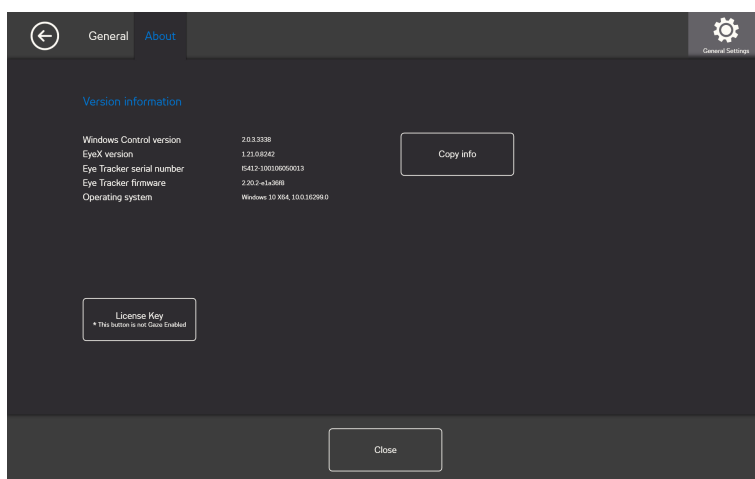 General About
General Settings
Version information
Windows Control version 2.0.3.3338
EyeX version 1.21.0.8242
Eye Tracker serial number IS412-100106050013
Eye Tracker firmware 2.20.2-e1a36f8
Operating system Windows 10 X64, 10.0.16299.0
Copy info
License Key
* This button is not Gaze Enabled
Close